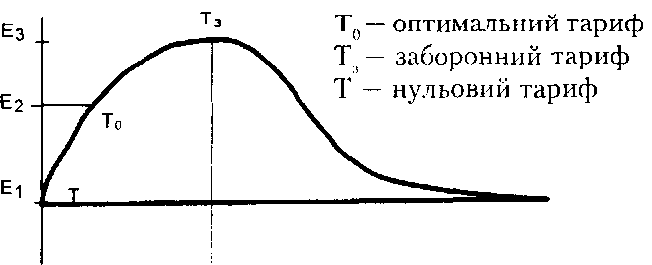 E3
E2
E1
Tз
T0
T
T0 — оптимальний тариф
Tз — заборонний тариф
T — нульовий тариф